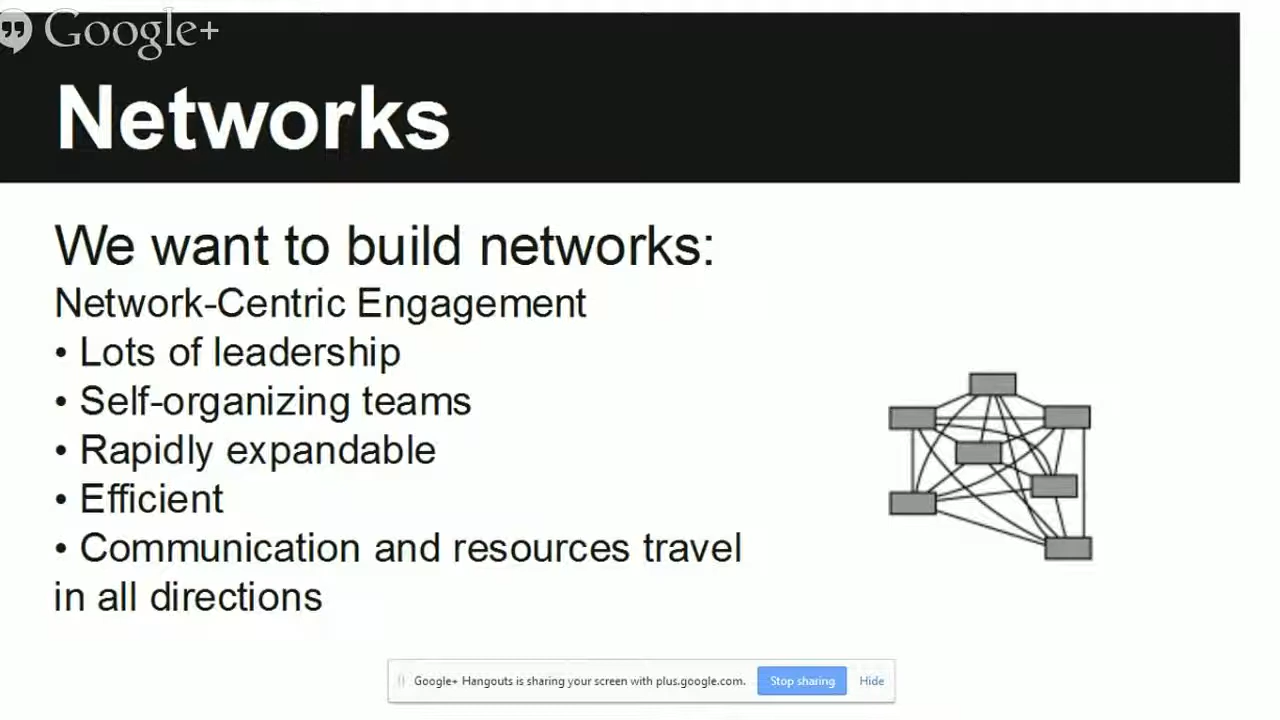 Google+
Networks
We want to build networks:
Network-Centric Engagement
• Lots of leadership
• Self-organizing teams
• Rapidly expandable
• Efficient
• Communication and resources travel
in all directions
Google+ Hangouts is sharing your screen with plus.google.com. Stop sharing Hide